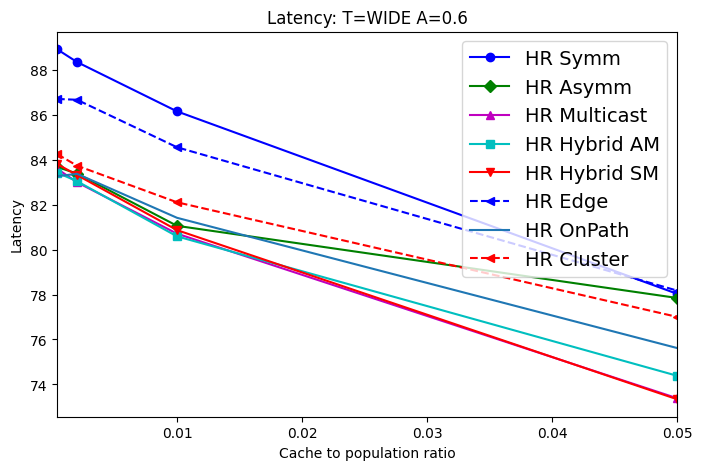 Latency: T=WIDE A=0.6
HR Symm
HR Asymm
HR Multicast
HR Hybrid AM
HR Hybrid SM
HR Edge
HR OnPath
HR Cluster
Latency
88
86
84
82
80
78
76
74
0.01
0.02
0.03
0.04
0.05
Cache to population ratio